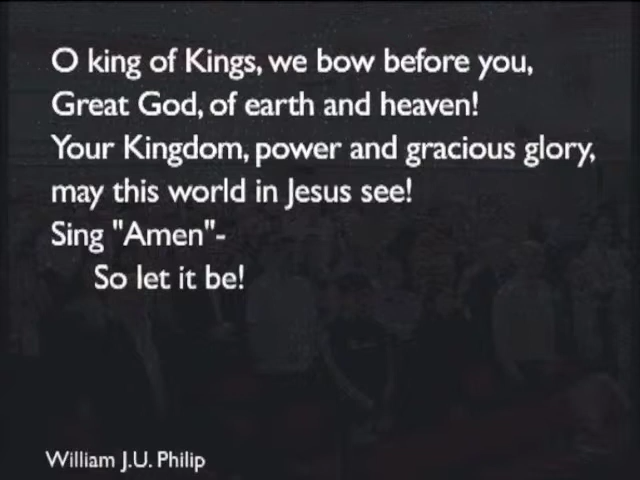 O king of Kings, we bow before you,
Great God, of earth and heaven!
Your Kingdom, power and gracious glory,
may this world in Jesus see!
Sing "Amen"-
So let it be!
William J.U. Philip